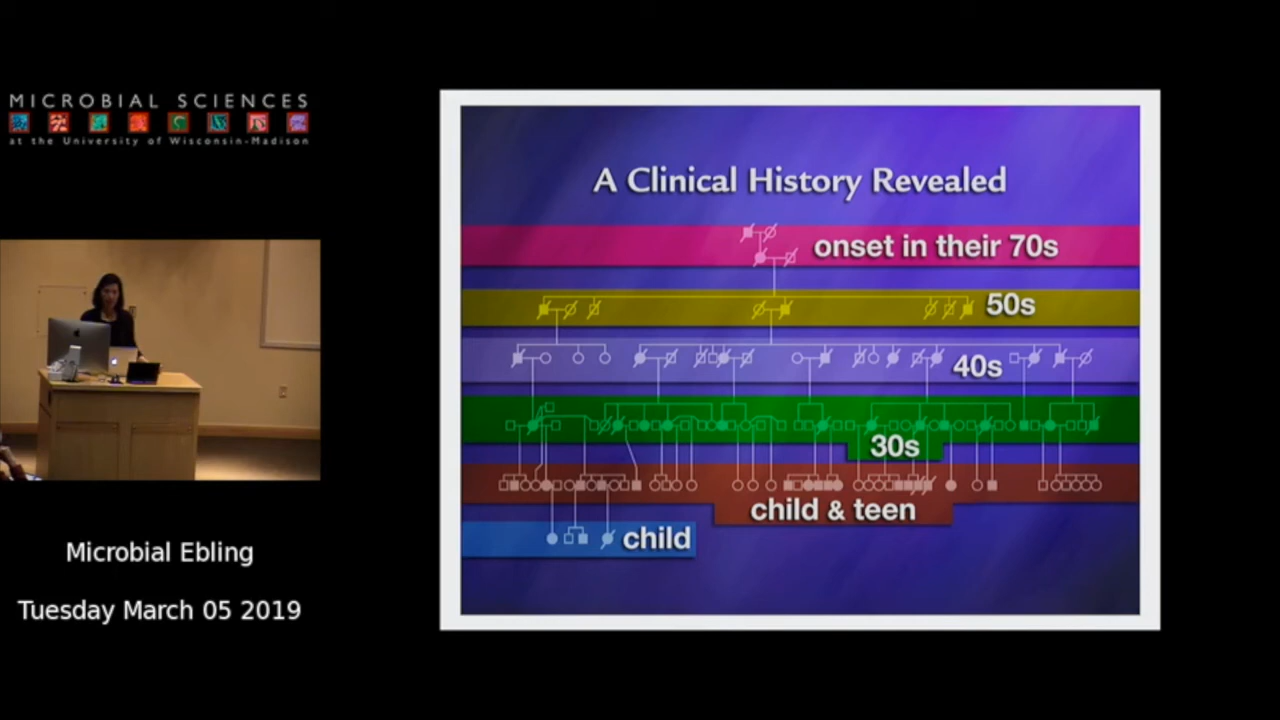 MICROBIAL SCIENCES
at the University of Wisconsin-Madison
Microbial Ebling
Tuesday March 05 2019
A Clinical History Revealed
onset in their 70s
50s
40s
30s
child & teen
child